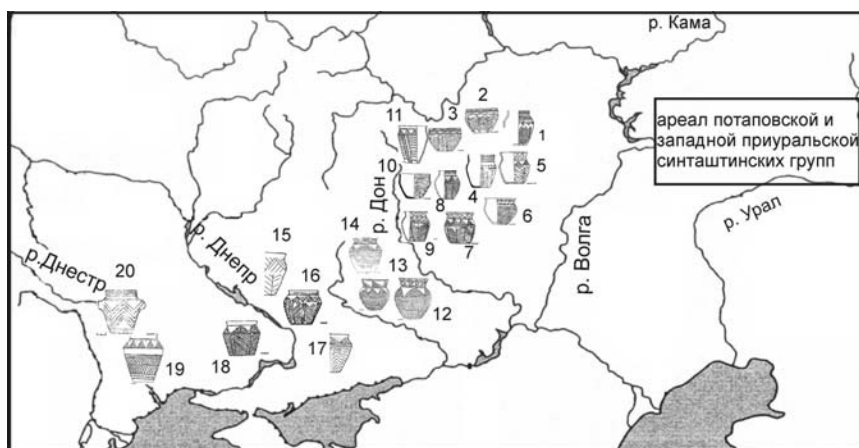 р. Кама
ареал потаповской и
западной приуральской
синташтинских групп
11
3
2
1
10
5
8
4
6
9
7
р. Дон
р. Волга
р. Урал
14
15
13
16
12
р. Днепр
р.Днестр
20
17
18
19